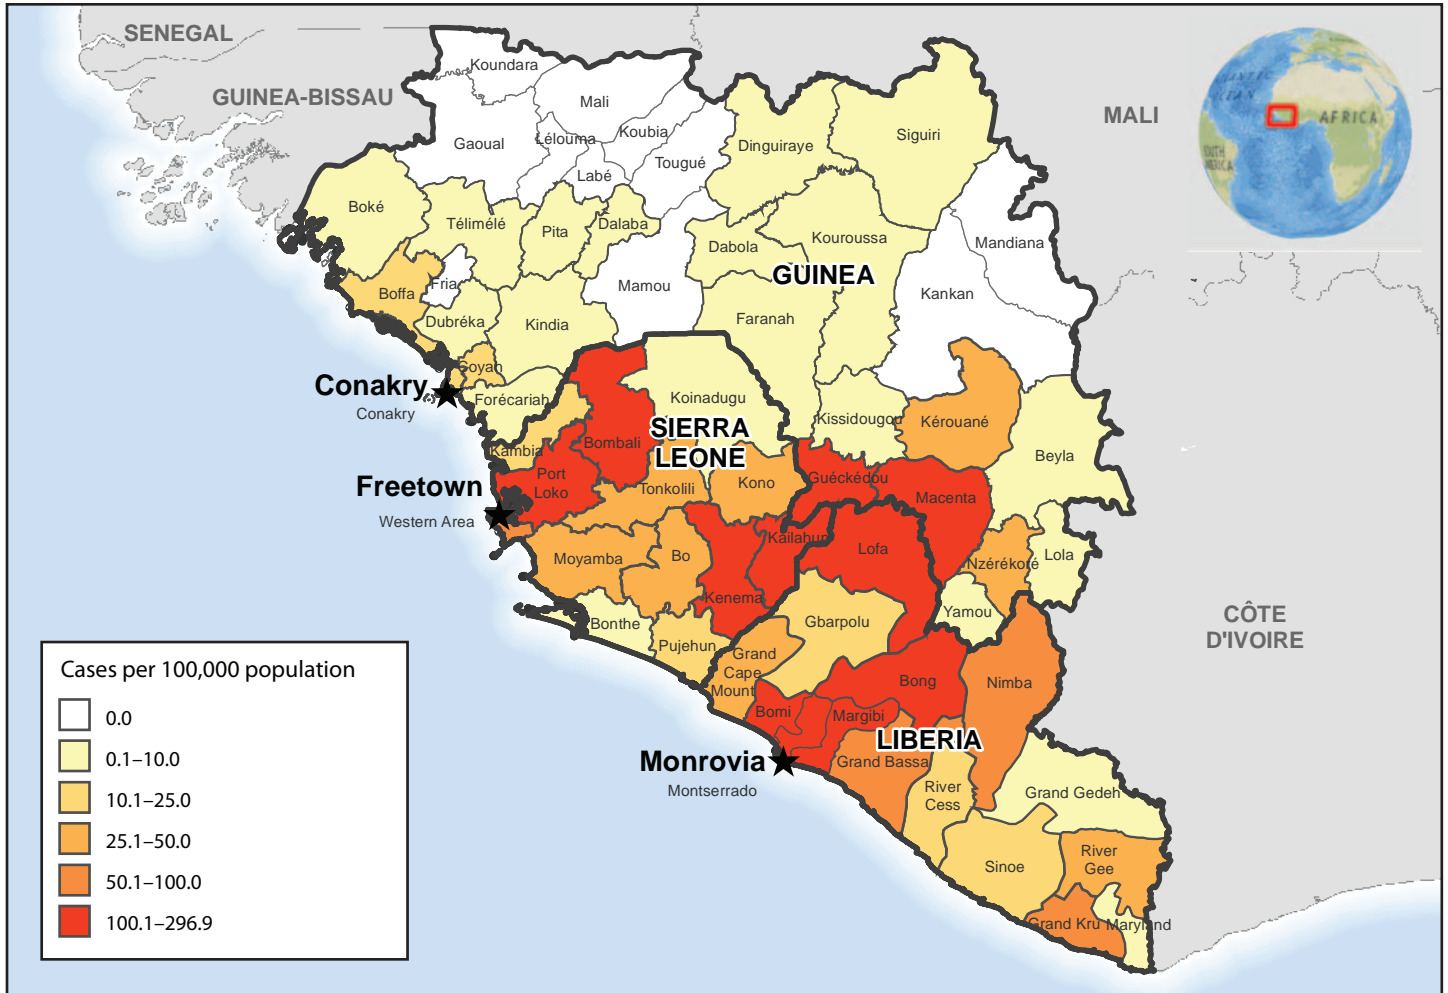 SENEGAL
GUINEA-BISSAU
MALI
CÔTE
D'IVOIRE
Koundara
Mali
Gaoual
Lélouma
Koubia
Labé
Tougué
Dinguiraye
Siguiri
Boké
Télimélé
Pita
Dalaba
Dabola
Kouroussa
Mandiana
GUINEA
Boffa
Fria
Mamou
Kankan
Dubréka
Kindia
Faranah
Coyah
Conakry
Conakry
Forécariah
Koinadugu
Kissidougou
Kérouané
SIERRA
LEONE
Bombali
Kambia
Beyla
Port
Loko
Tonkolili
Kono
Guéckédou
Macenta
Freetown
Western Area
Kailahun
Lofa
Moyamba
Bo
Nzérékoré
Lola
Kenema
Yamou
Bonthe
Gbarpolu
Pujehun
Grand
Cape
Mount
Bong
Nimba
Bomi
Margibi
LIBERIA
Monrovia
Montserrado
Grand Bassa
River
Cess
Grand Gedeh
Sinoe
River
Gee
Grand Kru
Maryland
Cases per 100,000 population
0.0
0.1–10.0
10.1–25.0
25.1–50.0
50.1–100.0
100.1–296.9
OCEAN
AFRICA
SOUTH
AMERICA